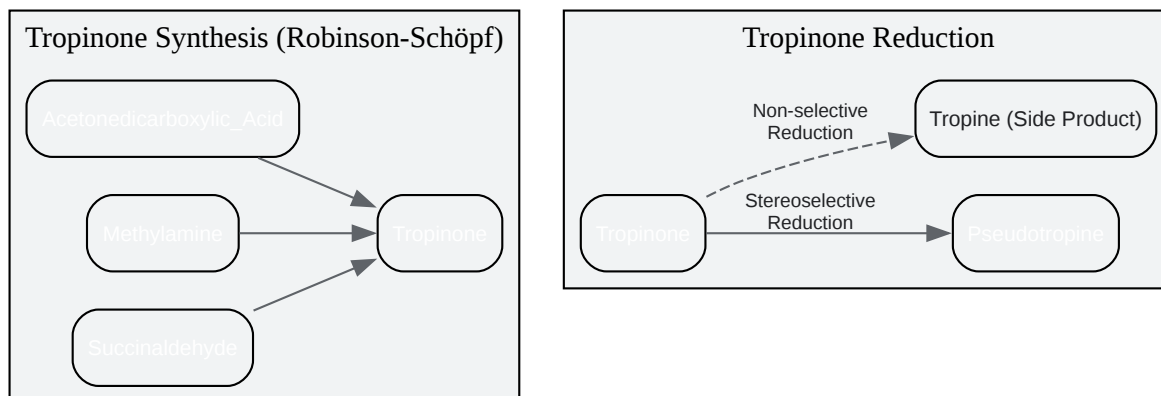 Tropinone Synthesis (Robinson-Schöpf)
Acetonedicarboxylic_Acid
Methylamine
Tropinone
Succinaldehyde
Tropinone Reduction
Non-selective
Reduction
Tropine (Side Product)
Stereoselective
Reduction
Tropinone
Pseudotropine